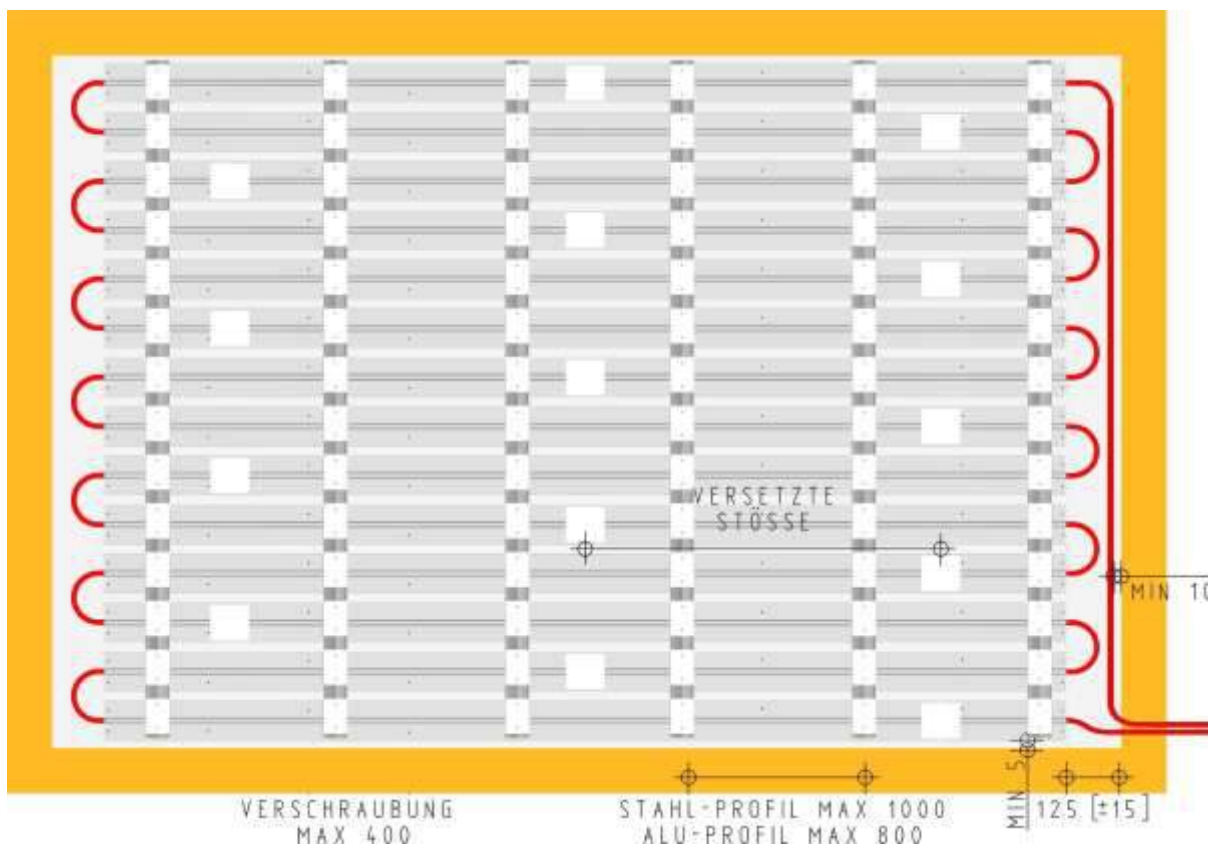 VERSETZTE
STÖSSE
MIN 10
MIN 5
125 [±15]
VERSCHRAUBUNG
MAX 400
STAHL-PROFIL MAX 1000
ALU-PROFIL MAX 800